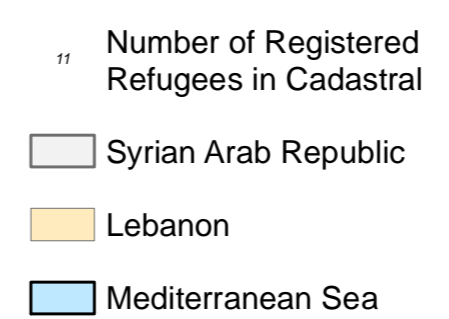 11
Number of Registered
Refugees in Cadastral
Syrian Arab Republic
Lebanon
Mediterranean Sea